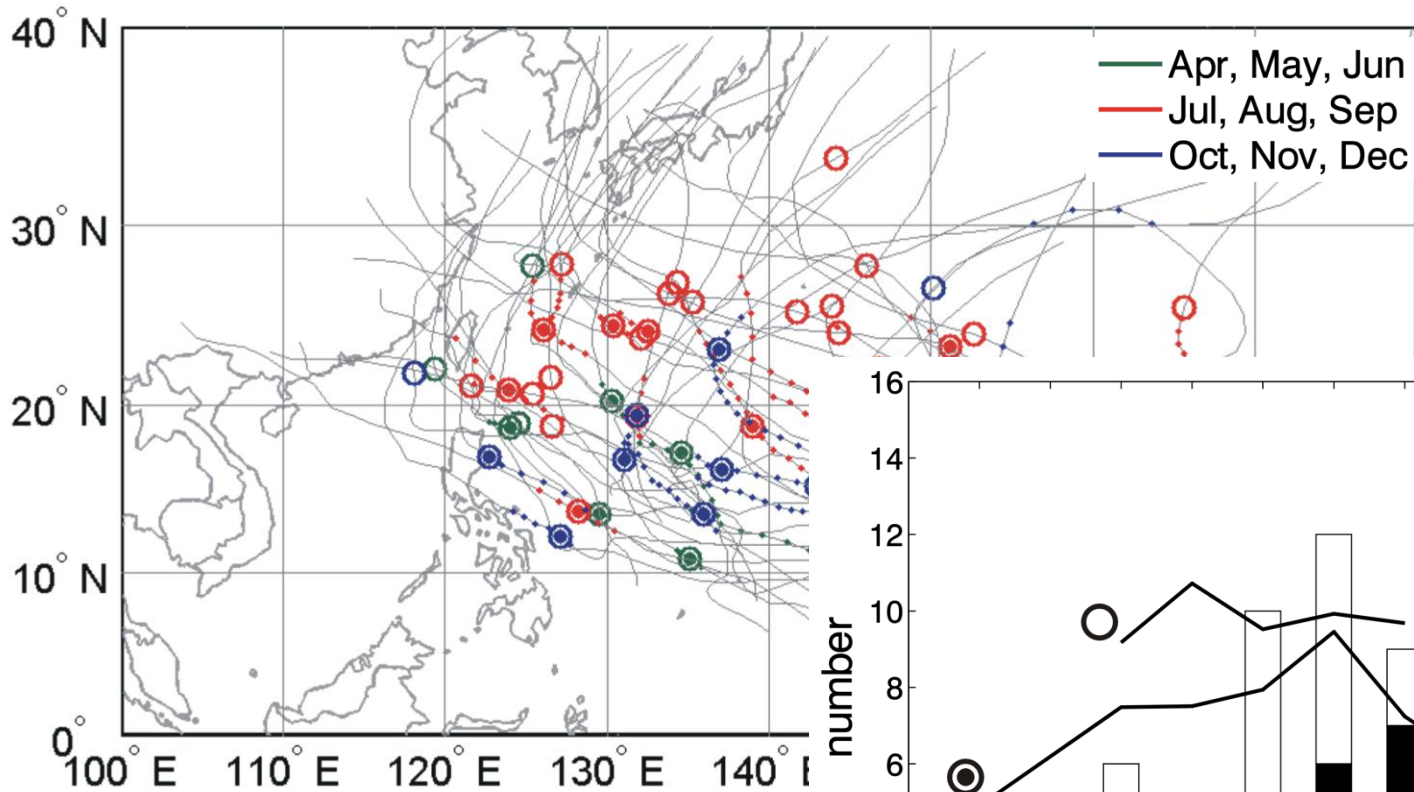 40° N
30° N
20° N
10° N
0°
100° E
110° E
120° E
130° E
140° E
Apr, May, Jun
Jul, Aug, Sep
Oct, Nov, Dec
16
14
12
10
8
6
number